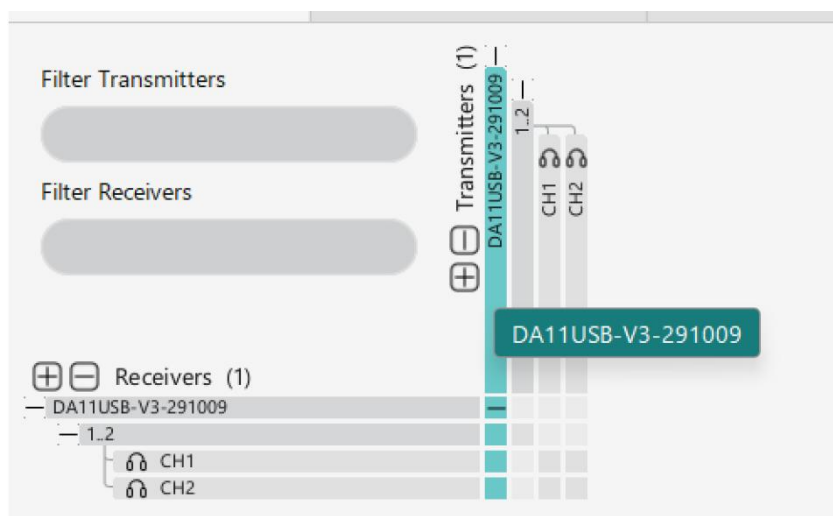 Filter Transmitters
Filter Receivers
Transmitters (1)
DA11USB-V3-291009
1..2
CH1
CH2
DA11USB-V3-291009
Receivers (1)
DA11USB-V3-291009
1..2
CH1
CH2